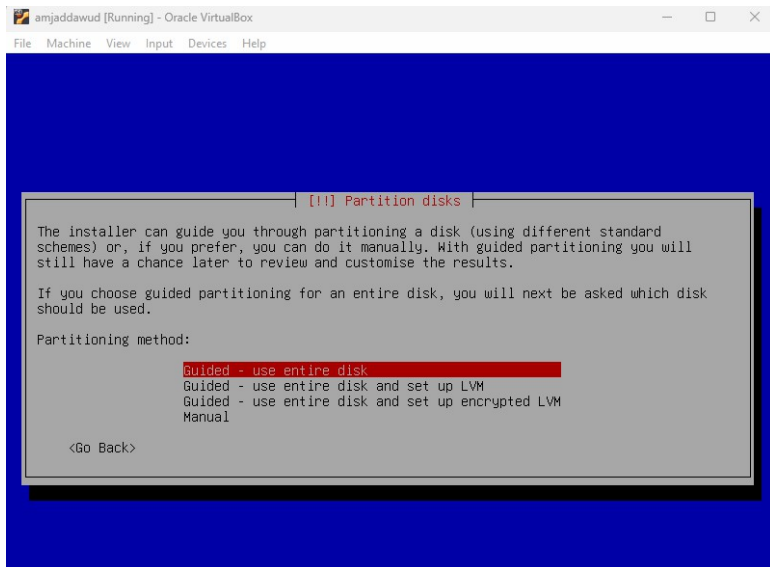 amjaddawud [Running] - Oracle VirtualBox
File Machine View Input Devices Help
[!!] Partition disks
The installer can guide you through partitioning a disk (using different standard
schemes) or, if you prefer, you can do it manually. With guided partitioning you will
still have a chance later to review and customise the results.
If you choose guided partitioning for an entire disk, you will next be asked which disk
should be used.
Partitioning method:
Guided - use entire disk
Guided - use entire disk and set up LVM
Guided - use entire disk and set up encrypted LVM
Manual
<Go Back>